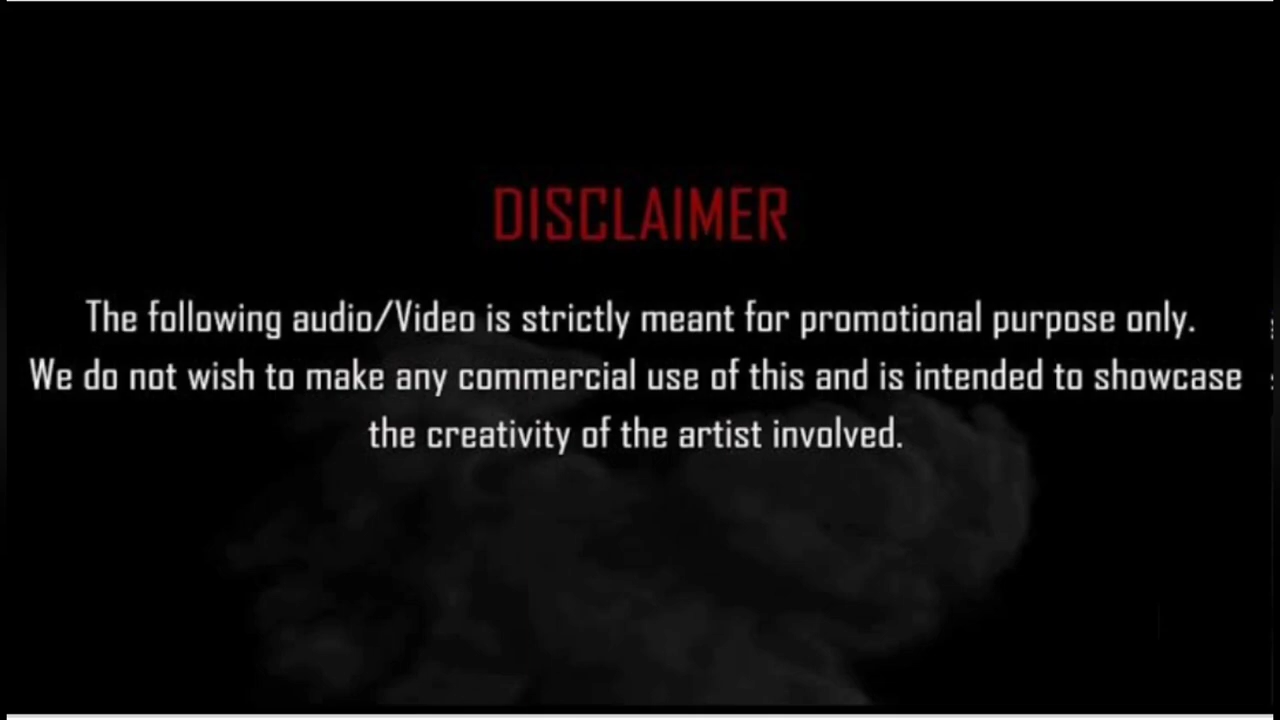 DISCLAIMER
The following audio/Video is strictly meant for promotional purpose only.
We do not wish to make any commercial use of this and is intended to showcase
the creativity of the artist involved.